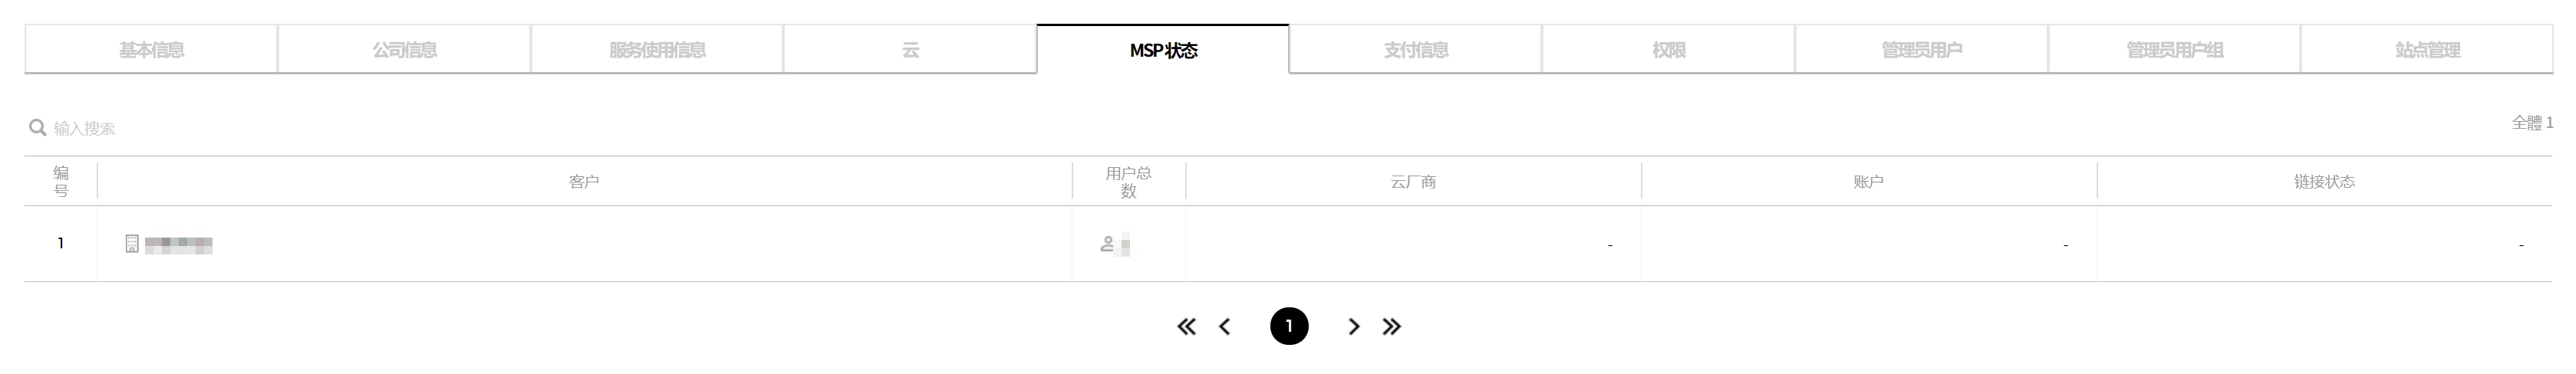 基本信息 公司信息 服务使用信息 云 MSP状态 支付信息 权限 管理员用户 管理员用户组 站点管理
输入搜索 全體 1
编号 客户 用户总数 云厂商 账户 链接状态
1 - - -
1